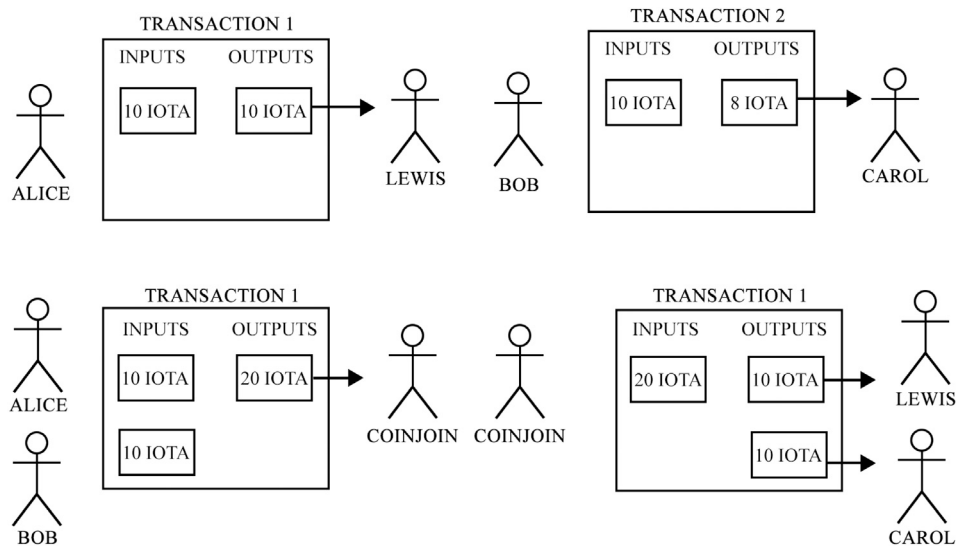 TRANSACTION 1
INPUTS OUTPUTS
10 IOTA 10 IOTA
ALICE
LEWIS
TRANSACTION 2
INPUTS OUTPUTS
10 IOTA 8 IOTA
BOB
CAROL
TRANSACTION 1
INPUTS OUTPUTS
10 IOTA 20 IOTA
ALICE
COINJOIN
10 IOTA
BOB
TRANSACTION 1
INPUTS OUTPUTS
20 IOTA 10 IOTA
COINJOIN
LEWIS
10 IOTA
CAROL